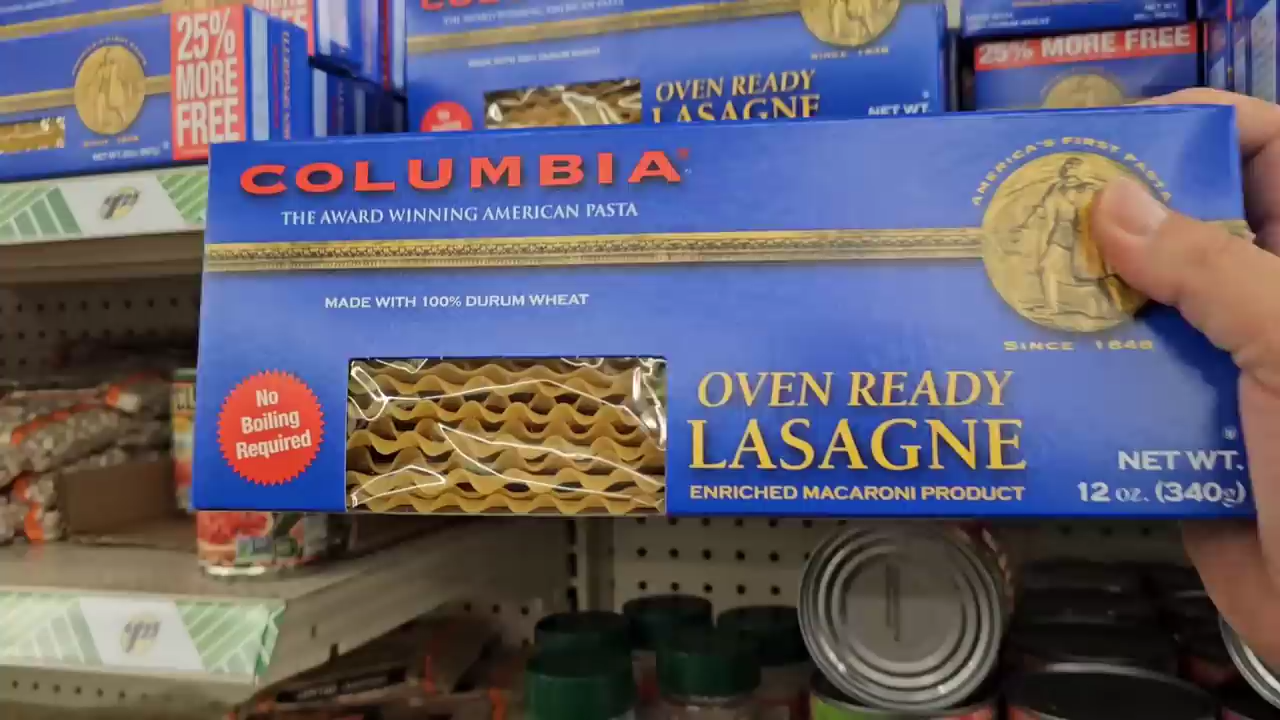 25%
MORE
FREE
SINCE 1848
OVEN READY
LASAGNE
NET WT.
25% MORE FREE
COLUMBIA®
THE AWARD WINNING AMERICAN PASTA
AMERICA'S FIRST PASTA
MADE WITH 100% DURUM WHEAT
SINCE 1848
No
Boiling
Required
OVEN READY
LASAGNE
ENRICHED MACARONI PRODUCT
NET WT.
12 OZ. (340g)